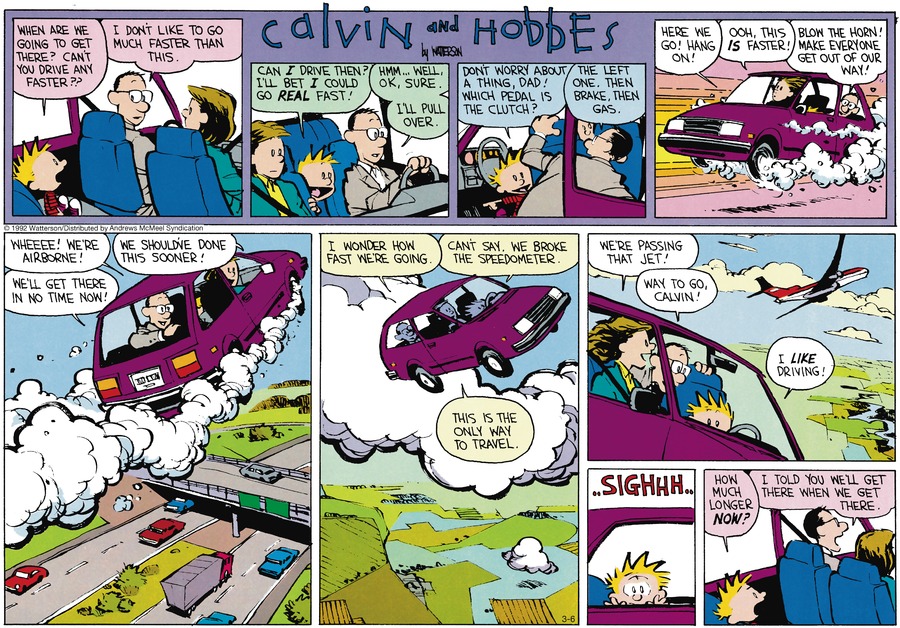 WHEN ARE WE
GOING TO GET
THERE? CAN'T
YOU DRIVE ANY
FASTER??
I DON'T LIKE TO GO
MUCH FASTER THAN
THIS.
calvin and HOBBES
by WATTERSON
CAN I DRIVE THEN?
I'LL BET I COULD
GO REAL FAST!
HMM... WELL,
OK, SURE.
I'LL PULL
OVER.
DON'T WORRY ABOUT
A THING, DAD!
WHICH PEDAL IS
THE CLUTCH?
THE LEFT
ONE. THEN
BRAKE, THEN
GAS.
HERE WE
GO! HANG
ON!
OOH, THIS
IS FASTER!
BLOW THE HORN!
MAKE EVERYONE
GET OUT OF OUR
WAY!
© 1992 Watterson/Distributed by Andrews McMeel Syndication
WHEEEE! WE'RE
AIRBORNE!
WE SHOULD'VE DONE
THIS SOONER!
WE'LL GET THERE
IN NO TIME NOW!
I WONDER HOW
FAST WE'RE GOING.
CAN'T SAY. WE BROKE
THE SPEEDOMETER.
THIS IS THE
ONLY WAY
TO TRAVEL.
3-6
WE'RE PASSING
THAT JET!
WAY TO GO,
CALVIN!
I LIKE
DRIVING!
..SIGHHH..
HOW
MUCH
LONGER
NOW?
I TOLD YOU WE'LL GET
THERE WHEN WE GET
THERE.